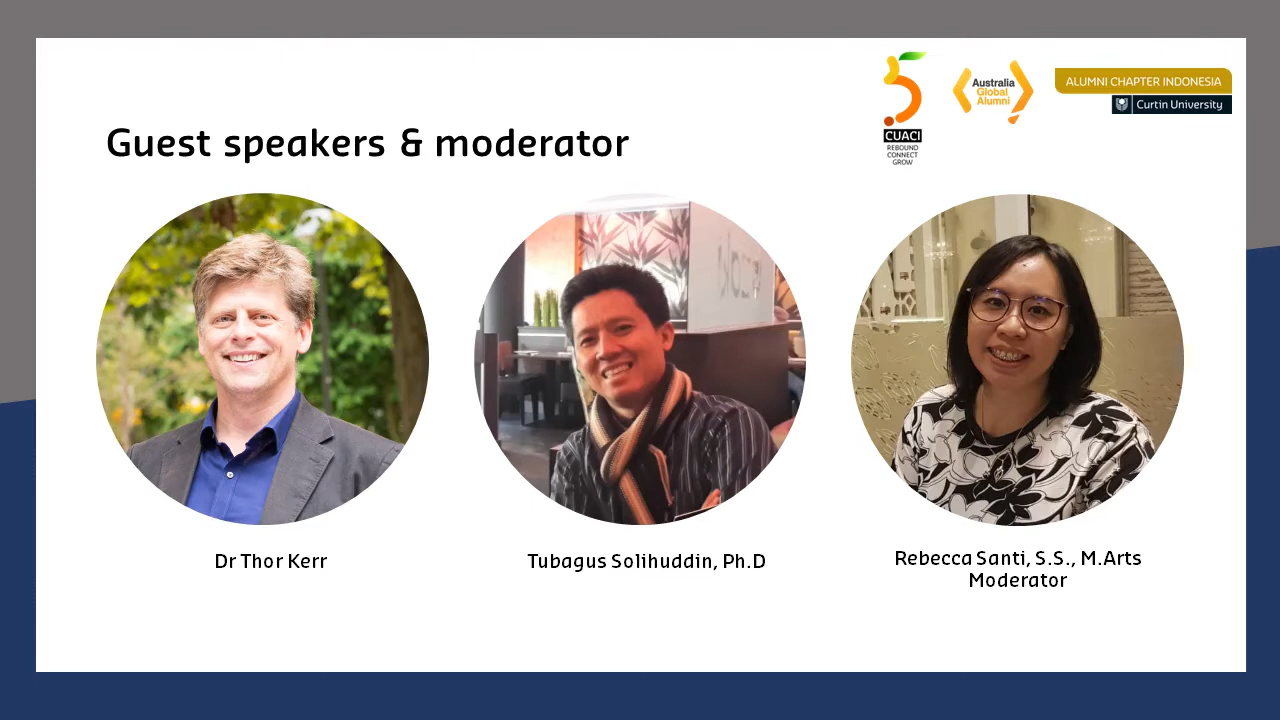 Australia
Global
Alumni
ALUMNI CHAPTER INDONESIA
Curtin University
CUACI
REBOUND
CONNECT
GROW
Guest speakers & moderator
Dr Thor Kerr
Tubagus Solihuddin, Ph.D
Rebecca Santi, S.S., M.Arts
Moderator